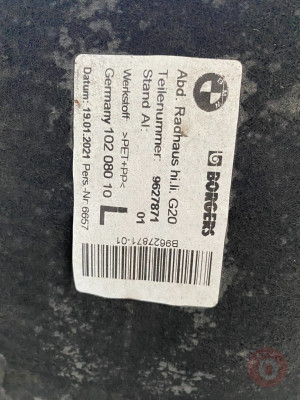 BMW
BORGERS
Abd. Radhaus hi.li. G20
Teilenummer: 9627871
Stand AI: 01
Werkstoff >PET+PP<
Germany 102 080 10 L
Datum: 19.01.2021 Pers.-Nr. 6657
B9627871-01